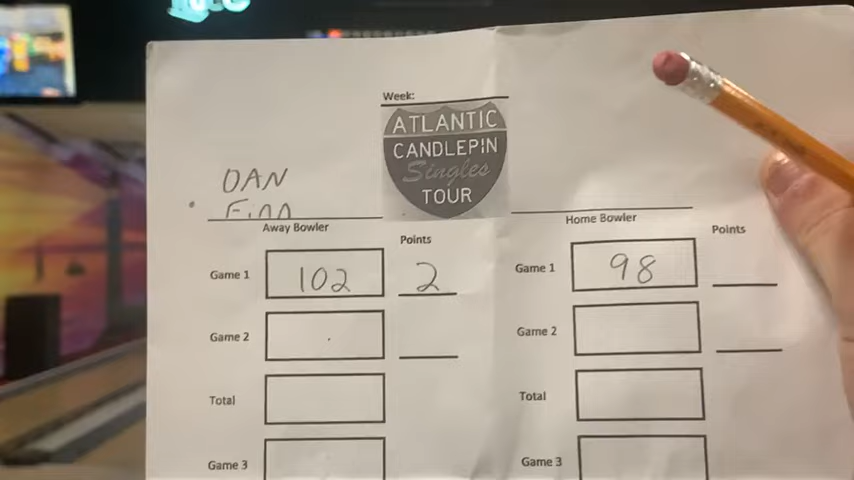 Week:
ATLANTIC
CANDLEPIN
Singles
TOUR
DAN
Finn
Away Bowler
Home Bowler
Points
Points
Game 1 102 2
Game 1 98
Game 2
Game 2
Total
Total
Game 3
Game 3